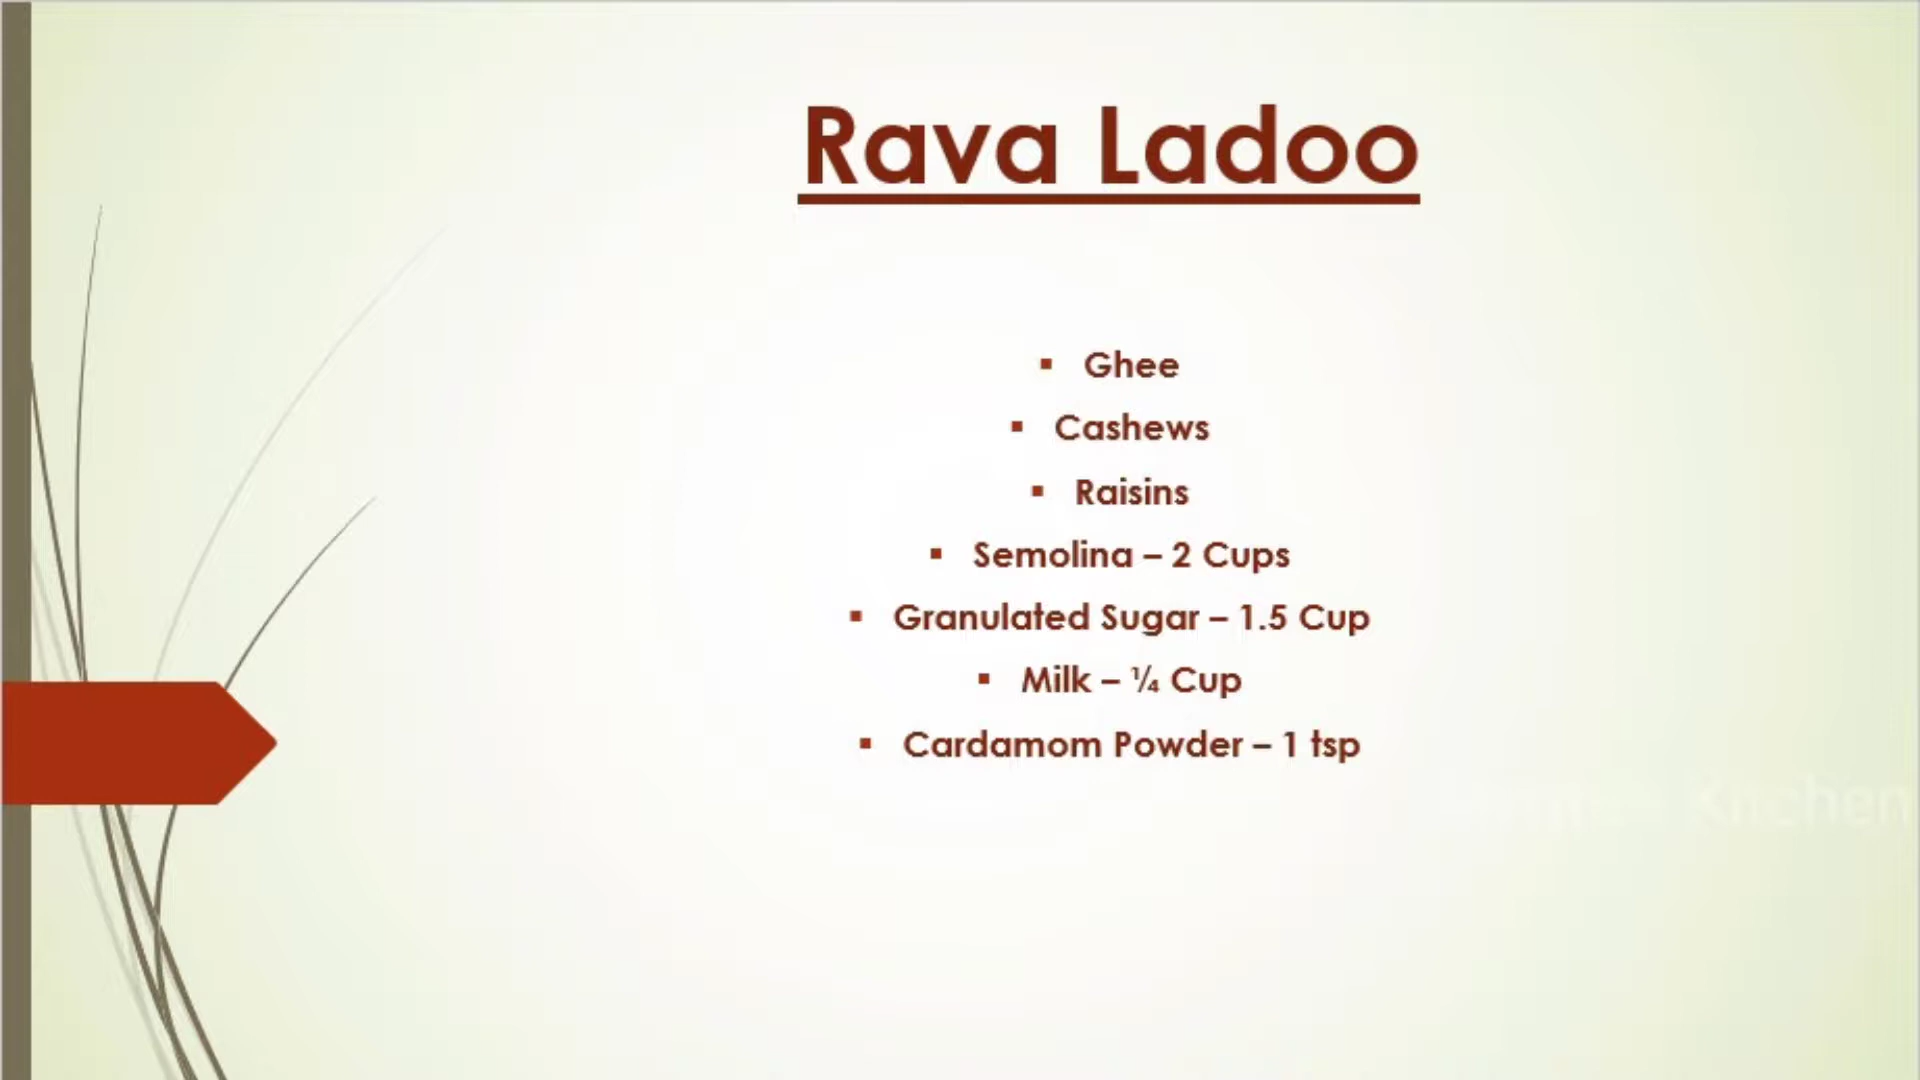 Rava Ladoo
▪ Ghee
▪ Cashews
▪ Raisins
▪ Semolina – 2 Cups
▪ Granulated Sugar – 1.5 Cup
▪ Milk – ¼ Cup
▪ Cardamom Powder – 1 tsp
Kitchen